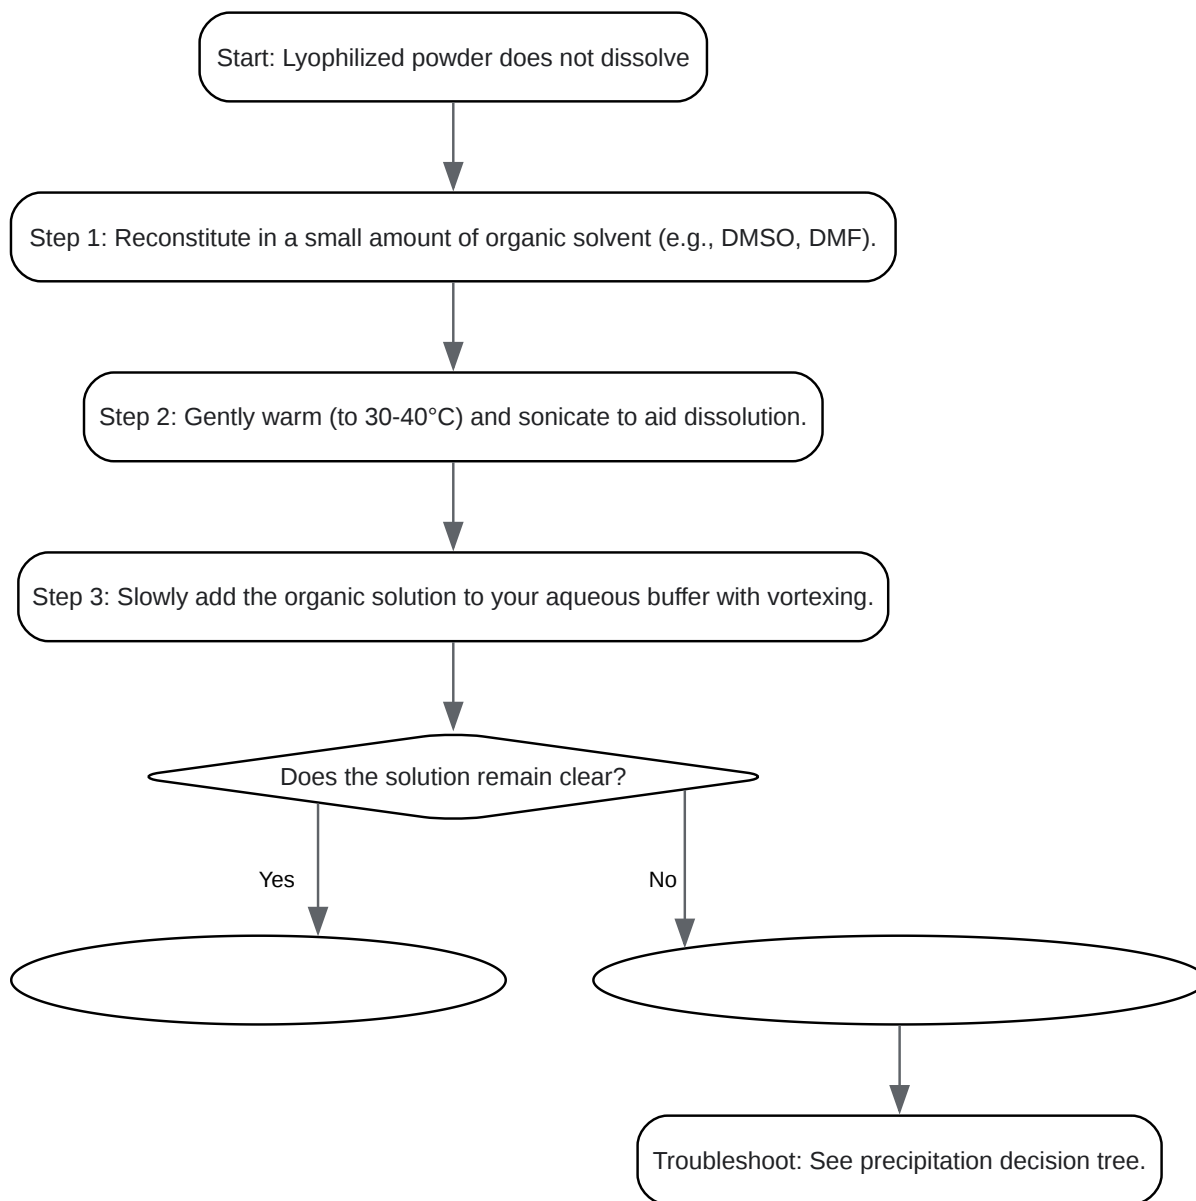 Start: Lyophilized powder does not dissolve
Step 1: Reconstitute in a small amount of organic solvent (e.g., DMSO, DMF).
Step 2: Gently warm (to 30-40°C) and sonicate to aid dissolution.
Step 3: Slowly add the organic solution to your aqueous buffer with vortexing.
Does the solution remain clear?
Yes
No
Troubleshoot: See precipitation decision tree.